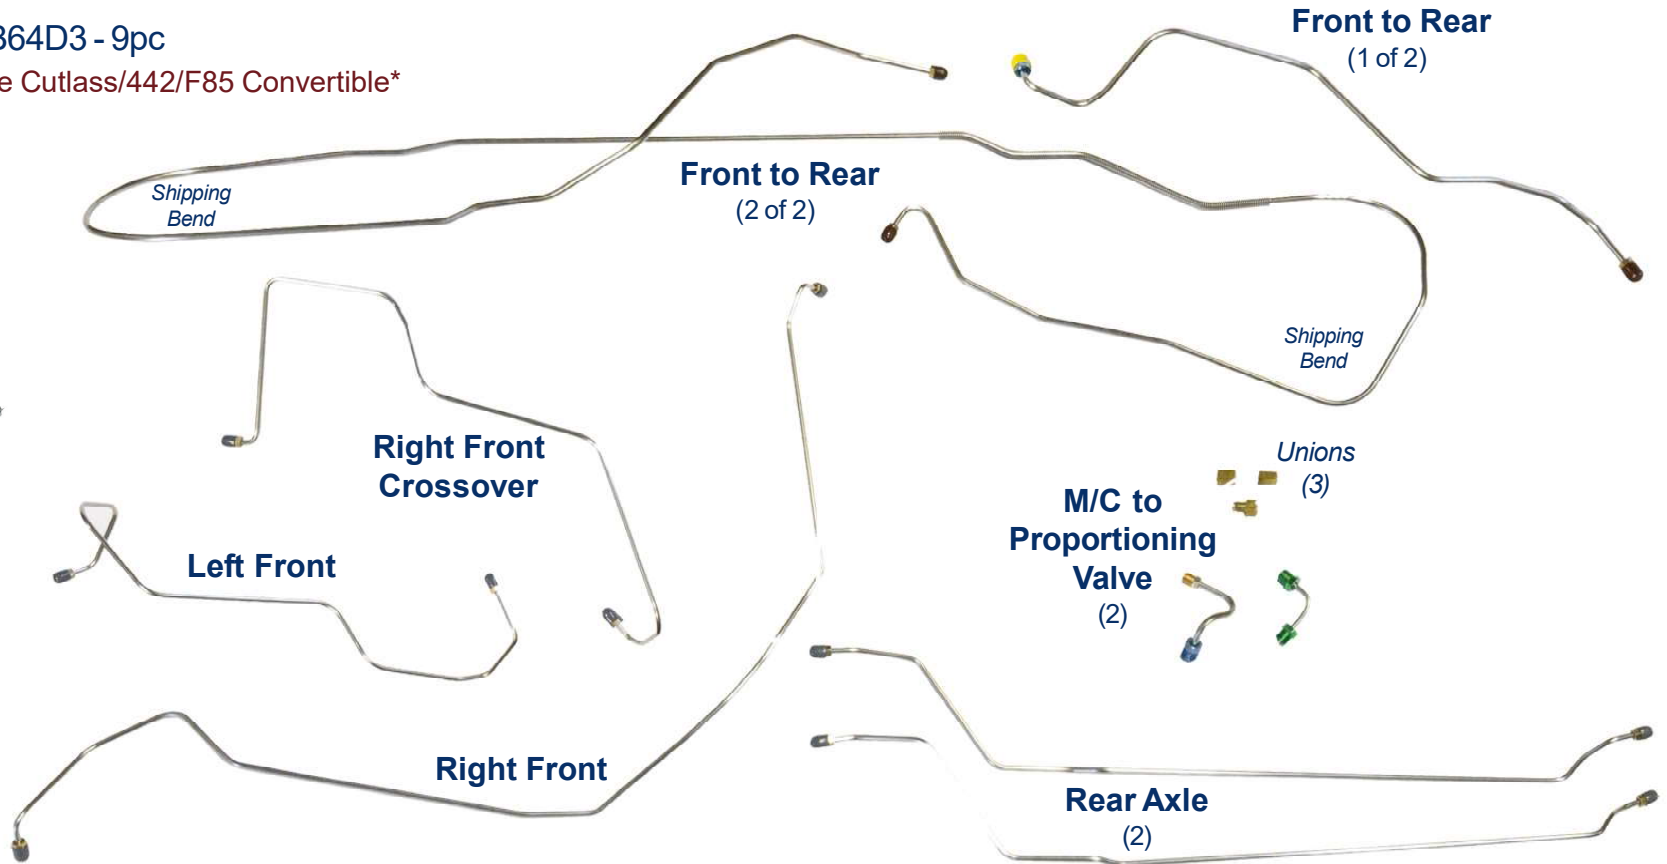 364D3 - 9pc
e Cutlass/442/F85 Convertible*
Front to Rear
(1 of 2)
Shipping
Bend
Front to Rear
(2 of 2)
Shipping
Bend
Right Front
Crossover
Unions
(3)
M/C to
Proportioning
Valve
(2)
Left Front
Right Front
Rear Axle
(2)